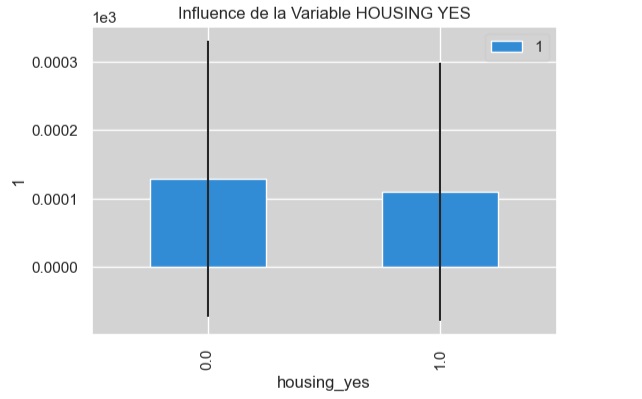 Influence de la Variable HOUSING YES
1e3
1
0.0003
0.0002
0.0001
0.0000
1
0.0
1.0
housing_yes